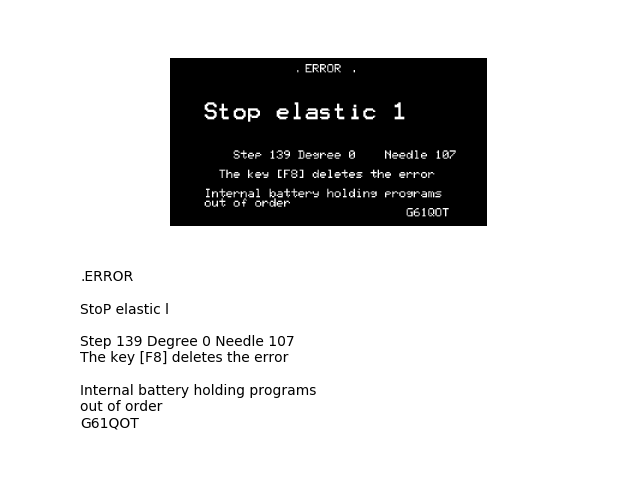 . ERROR .
Stop elastic 1
Step 139 Degree 0 Needle 107
The key [F8] deletes the error
Internal battery holding programs
out of order
G61QOT
.ERROR
StoP elastic l
Step 139 Degree 0 Needle 107
The key [F8] deletes the error
Internal battery holding programs
out of order
G61QOT